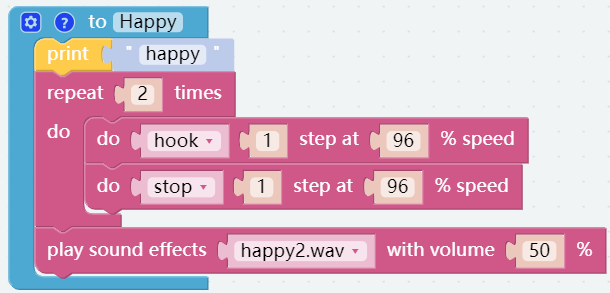 ? to Happy
print " happy "
repeat 2 times
do do hook 1 step at 96 % speed
do stop 1 step at 96 % speed
play sound effects happy2.wav with volume 50 %